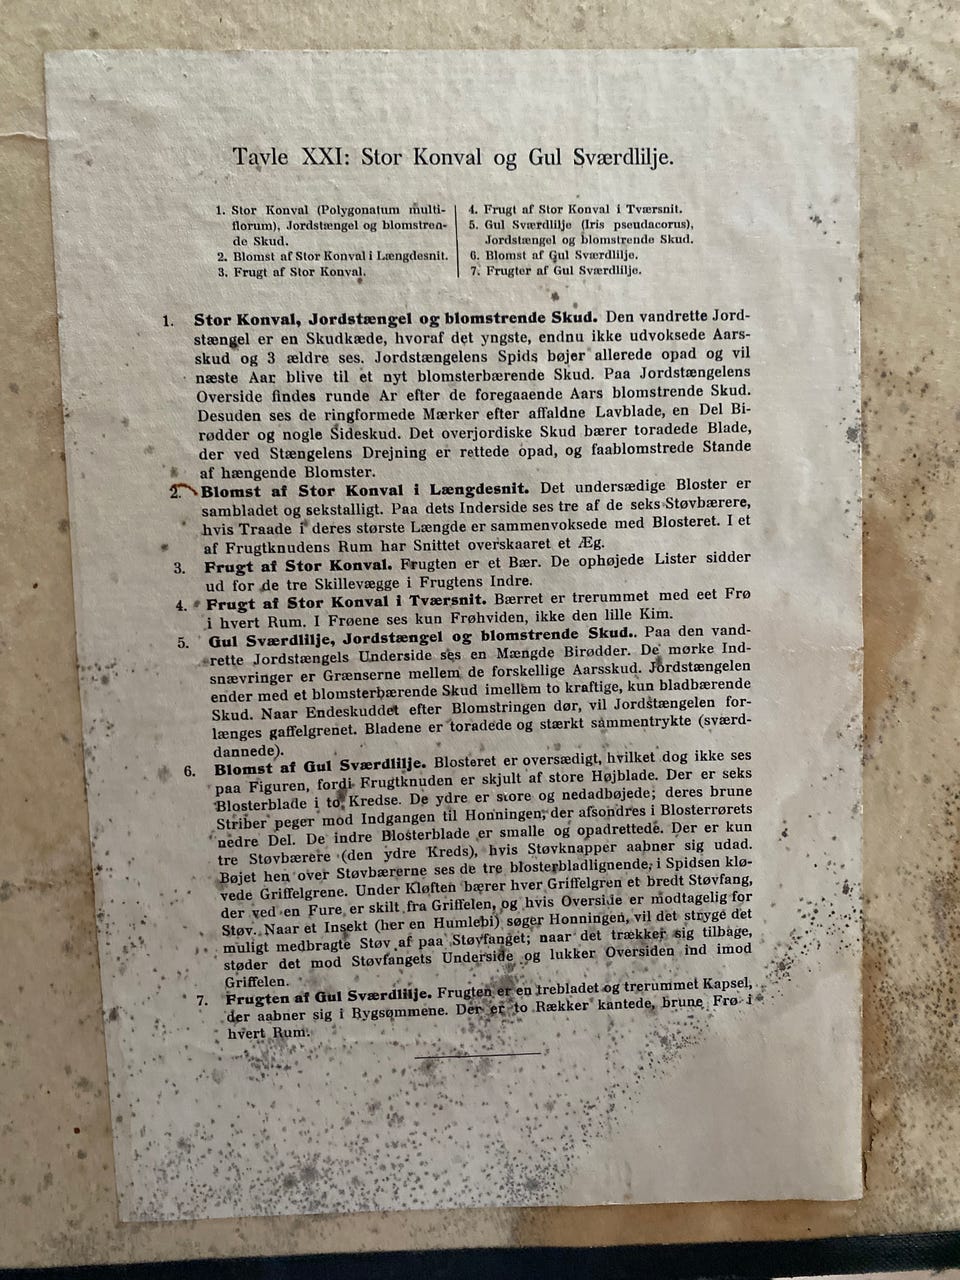 Tavle XXI: Stor Konval og Gul Sværdlilje.
1. Stor Konval (Polygonatum multi-
florum), Jordstængel og blomstren-
de Skud.
2. Blomst af Stor Konval i Længdesnit.
3. Frugt af Stor Konval.
4. Frugt af Stor Konval i Tværsnit.
5. Gul Sværdlilje (Iris pseudacorus),
Jordstængel og blomstrende Skud.
6. Blomst af Gul Sværdlilje.
7. Frugter af Gul Sværdlilje.
1. Stor Konval, Jordstængel og blomstrende Skud. Den vandrette Jord-
stængel er en Skudkæde, hvoraf det yngste, endnu ikke udvoksede Aars-
skud og 3 ældre ses. Jordstængelens Spids bøjer allerede opad og vil
næste Aar blive til et nyt blomsterbærende Skud. Paa Jordstængelens
Overside findes runde Ar efter de foregaaende Aars blomstrende Skud.
Desuden ses de ringformede Mærker efter affaldne Lavblade, en Del Bi-
rødder og nogle Sideskud. Det overjordiske Skud bærer toradede Blade,
der ved Stængelens Drejning er rettede opad, og faablomstrede Stande
af hængende Blomster.
2. Blomst af Stor Konval i Længdesnit. Det undersædige Bloster er
sambladet og sekstalligt. Paa dets Inderside ses tre af de seks Støvbærere,
hvis Traade i deres største Længde er sammenvoksede med Blosteret. I et
af Frugtknudens Rum har Snittet overskaaret et Æg.
3. Frugt af Stor Konval. Frugten er et Bær. De ophøjede Lister sidder
ud for de tre Skillevægge i Frugtens Indre.
4. Frugt af Stor Konval i Tværsnit. Bærret er trerummet med eet Frø
i hvert Rum. I Frøene ses kun Frøhviden, ikke den lille Kim.
5. Gul Sværdlilje, Jordstængel og blomstrende Skud.. Paa den vand-
rette Jordstængels Underside ses en Mængde Birødder. De mørke Ind-
snævringer er Grænserne mellem de forskellige Aarsskud. Jordstængelen
ender med et blomsterbærende Skud imellem to kraftige, kun bladbærende
Skud. Naar Endeskuddet efter Blomstringen dør, vil Jordstængelen for-
længes gaffelgrenet. Bladene er toradede og stærkt sammentrykte (sværd-
dannede).
6. Blomst af Gul Sværdlilje. Blosteret er oversædigt, hvilket dog ikke ses
paa Figuren, fordi Frugtknuden er skjult af store Højblade. Der er seks
Blosterblade i to Kredse. De ydre er store og nedadbøjede; deres brune
Striber peger mod Indgangen til Honningen, der afsondres i Blosterrørets
nedre Del. De indre Blosterblade er smalle og opadrettede. Der er kun
tre Støvbærere (den ydre Kreds), hvis Støvknapper aabner sig udad.
Bøjet hen over Støvbærerne ses de tre blosterbladlignende, i Spidsen klø-
vede Griffelgrene. Under Kløften bærer hver Griffelgren et bredt Støvfang,
der ved en Fure er skilt fra Griffelen, og hvis Overside er modtagelig for
Støv. Naar et Insekt (her en Humlebi) søger Honningen, vil det stryge det
muligt medbragte Støv af paa Støvfanget; naar det trækker sig tilbage,
støder det mod Støvfangets Underside og lukker Oversiden ind imod
Griffelen.
7. Frugten af Gul Sværdlilje. Frugten er en trebladet og trerummet Kapsel,
der aabner sig i Rygsømmene. Der er to Rækker kantede, brune Frø i
hvert Rum.